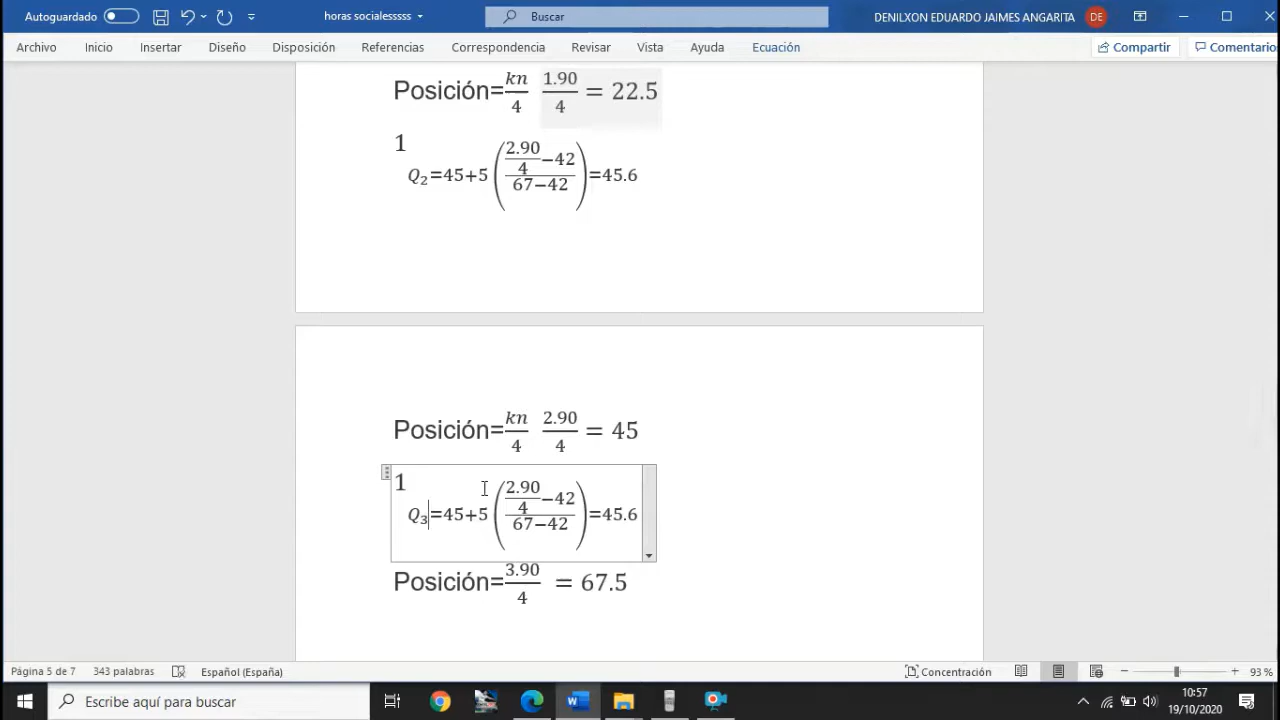 Autoguardado
horas socialesssss
Buscar
DENILXON EDUARDO JAIMES ANGARITA
DE
Archivo Inicio Insertar Diseño Disposición Referencias Correspondencia Revisar Vista Ayuda Ecuación
Compartir
Comentario
Posición=kn/4 1.90/4 = 22.5
1
Q₂=45+5((2.90/4−42)/(67−42))=45.6
Posición=kn/4 2.90/4 = 45
1
Q₃=45+5((2.90/4−42)/(67−42))=45.6
Posición=3.90/4 = 67.5
Página 5 de 7 343 palabras Español (España)
Concentración
93 %
Escribe aquí para buscar
10:57
19/10/2020